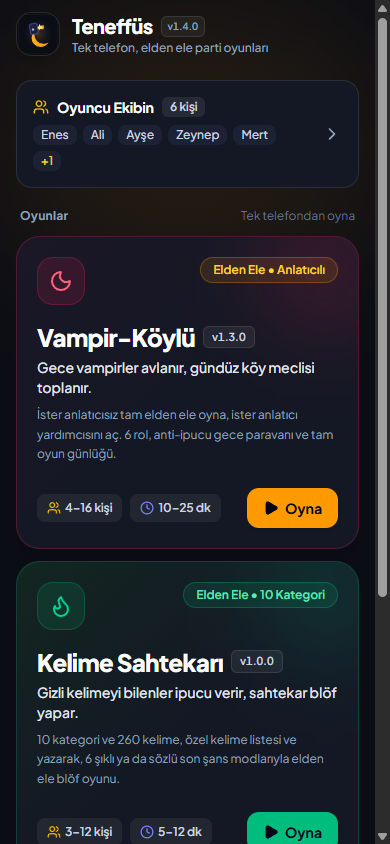 Teneffüs v1.4.0
Tek telefon, elden ele parti oyunları
Oyuncu Ekibin 6 kişi
Enes Ali Ayşe Zeynep Mert
+1
Oyunlar Tek telefondan oyna
Elden Ele • Anlatıcılı
Vampir-Köylü v1.3.0
Gece vampirler avlanır, gündüz köy meclisi
toplanır.
İster anlatıcısız tam elden ele oyna, ister anlatıcı
yardımcısını aç. 6 rol, anti-ipucu gece paravanı ve tam
oyun günlüğü.
4-16 kişi 10-25 dk Oyna
Elden Ele • 10 Kategori
Kelime Sahtekarı v1.0.0
Gizli kelimeyi bilenler ipucu verir, sahtekar blöf
yapar.
10 kategori ve 260 kelime, özel kelime listesi ve
yazarak, 6 şıklı ya da sözlü son şans modlarıyla elden
ele blöf oyunu.
3-12 kişi 5-12 dk Oyna